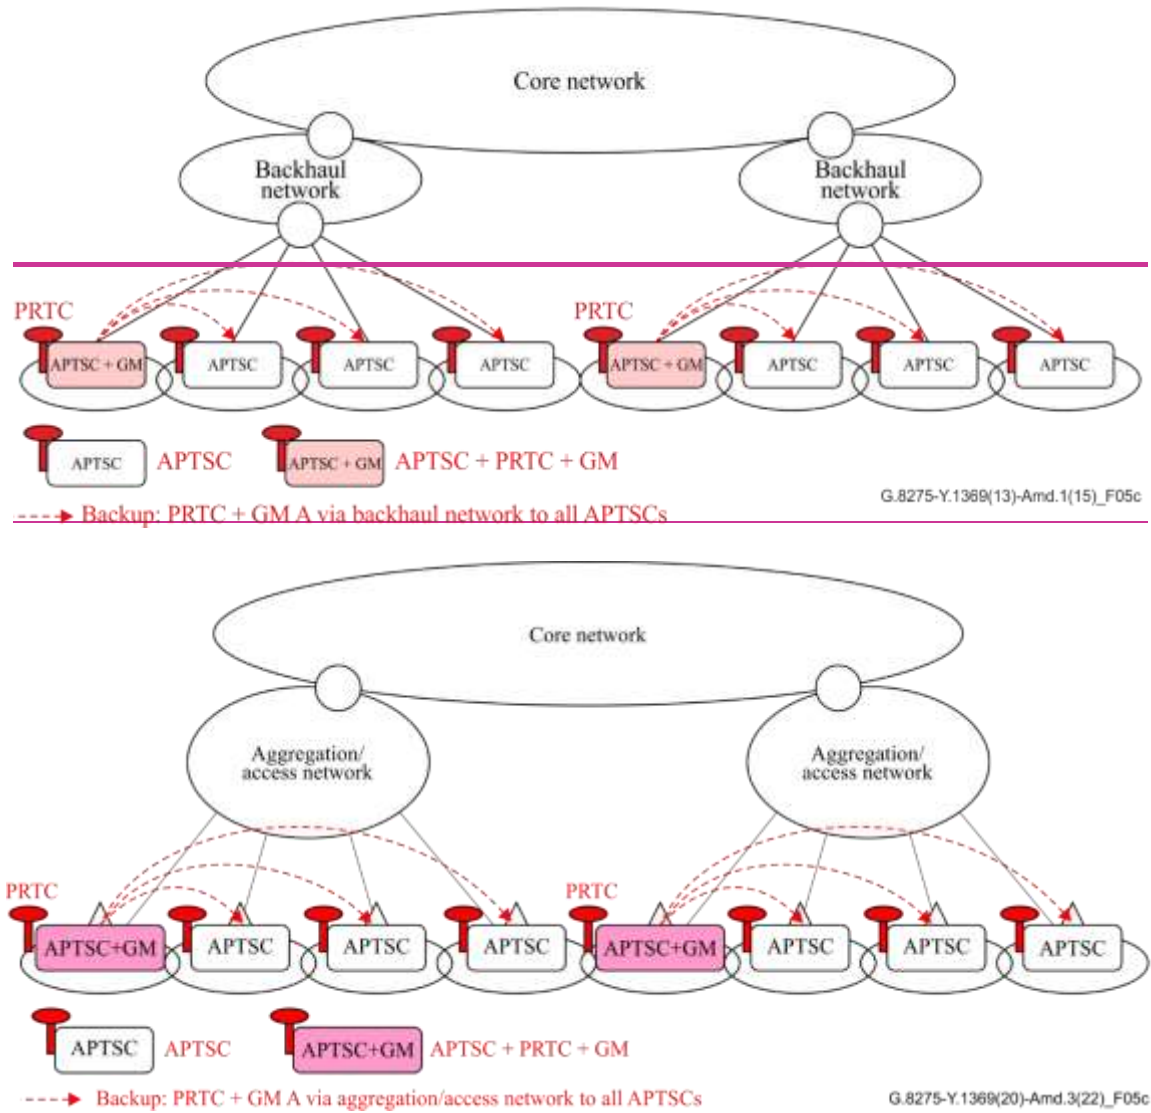 Core network
Backhaul
network
Backhaul
network
PRTC
PRTC
APTSC + GM
APTSC
APTSC
APTSC
APTSC + GM
APTSC
APTSC
APTSC
APTSC
APTSC
APTSC + GM
APTSC + PRTC + GM
G.8275-Y.1369(13)-Amd.1(15)_F05c
Backup: PRTC + GM A via backhaul network to all APTSCs
Core network
Aggregation/
access network
Aggregation/
access network
PRTC
PRTC
APTSC+GM
APTSC
APTSC
APTSC
APTSC+GM
APTSC
APTSC
APTSC
APTSC
APTSC
APTSC+GM
APTSC + PRTC + GM
Backup: PRTC + GM A via aggregation/access network to all APTSCs
G.8275-Y.1369(20)-Amd.3(22)_F05c